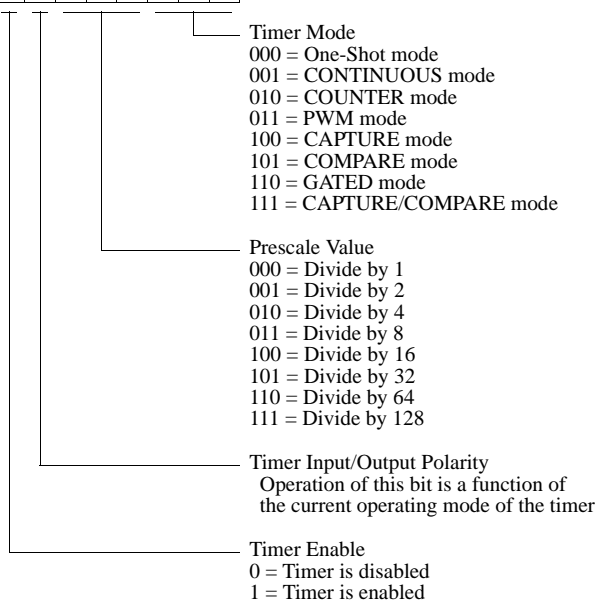 Timer Mode
000 = One-Shot mode
001 = CONTINUOUS mode
010 = COUNTER mode
011 = PWM mode
100 = CAPTURE mode
101 = COMPARE mode
110 = GATED mode
111 = CAPTURE/COMPARE mode
Prescale Value
000 = Divide by 1
001 = Divide by 2
010 = Divide by 4
011 = Divide by 8
100 = Divide by 16
101 = Divide by 32
110 = Divide by 64
111 = Divide by 128
Timer Input/Output Polarity
Operation of this bit is a function of
the current operating mode of the timer
Timer Enable
0 = Timer is disabled
1 = Timer is enabled